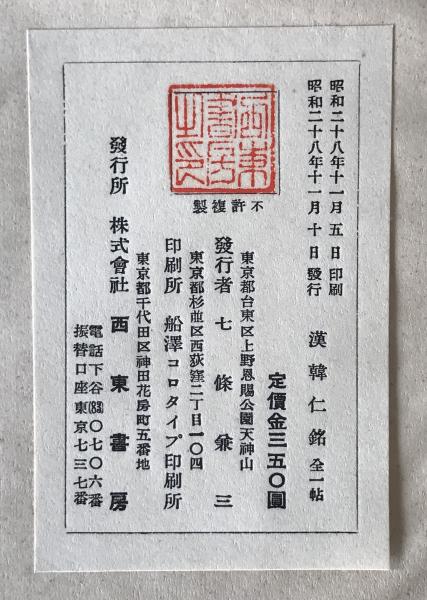 昭和二十八年十一月五日印刷
昭和二十八年十一月十日發行
漢韓仁銘 全一帖
定價金三五〇圓
西東書房之印
不許複製
東京都台東区上野恩賜公園天神山
發行者 七條兼三
東京都杉並区西荻窪二丁目一〇四
印刷所 船澤コロタイプ印刷所
東京都千代田区神田花房町五番地
發行所 株式會社 西東書房
電話下谷(83)〇七〇六番
振替口座東京七三七番